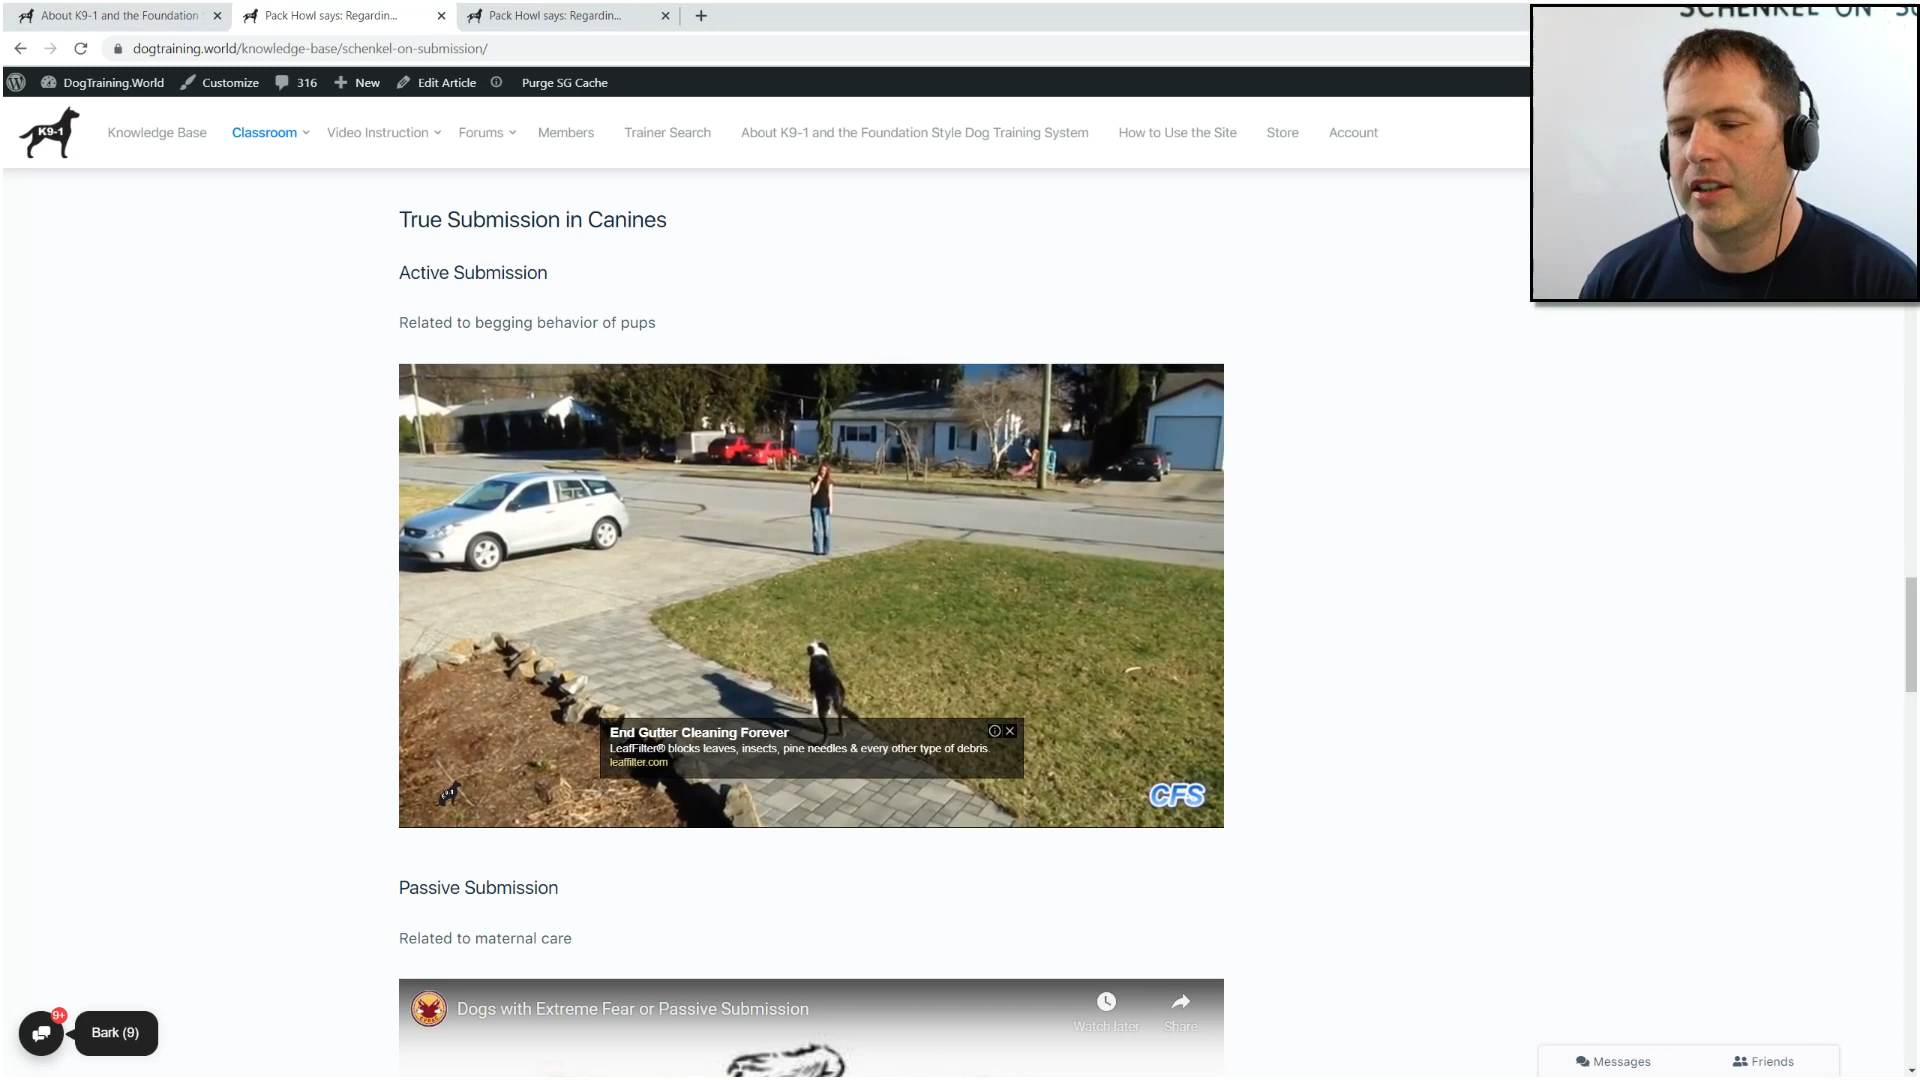 About K9-1 and the Foundation
Pack Howl says: Regardin...
Pack Howl says: Regardin...
dogtraining.world/knowledge-base/schenkel-on-submission/
DogTraining.World
Customize
316
New
Edit Article
Purge SG Cache
K9-1
Knowledge Base
Classroom
Video Instruction
Forums
Members
Trainer Search
About K9-1 and the Foundation Style Dog Training System
How to Use the Site
Store
Account
SCHENKEL ON
True Submission in Canines
Active Submission
Related to begging behavior of pups
End Gutter Cleaning Forever
LeafFilter® blocks leaves, insects, pine needles & every other type of debris.
leaffilter.com
K9-1
CFS
Passive Submission
Related to maternal care
Dogs with Extreme Fear or Passive Submission
Watch later
Share
9+
Bark (9)
Messages
Friends